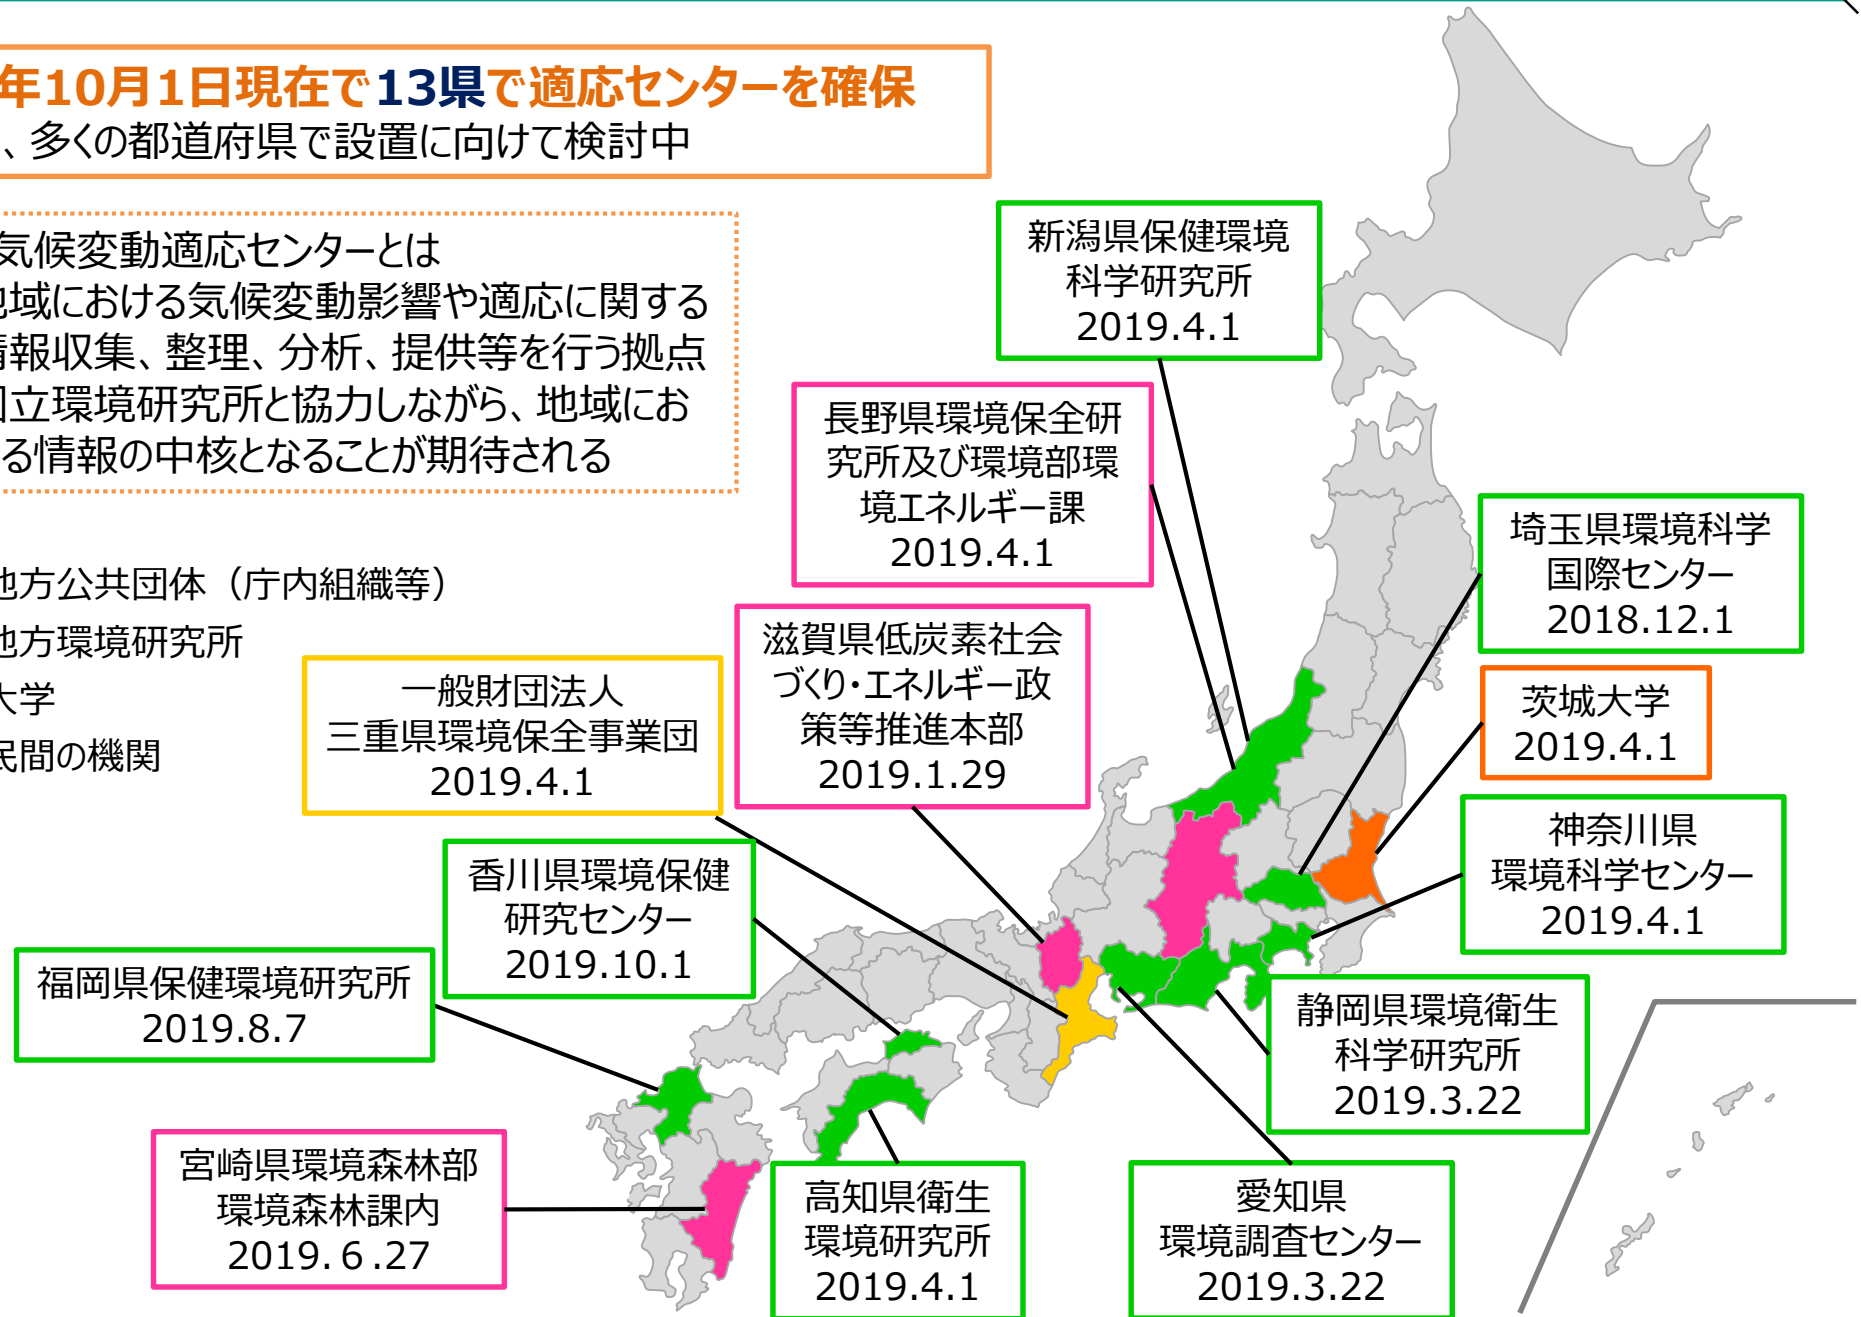 年10月1日現在で13県で適応センターを確保
、多くの都道府県で設置に向けて検討中
気候変動適応センターとは
地域における気候変動影響や適応に関する
情報収集、整理、分析、提供等を行う拠点
国立環境研究所と協力しながら、地域にお
る情報の中核となることが期待される
地方公共団体（庁内組織等）
地方環境研究所
大学
民間の機関
新潟県保健環境
科学研究所
2019.4.1
長野県環境保全研
究所及び環境部環
境エネルギー課
2019.4.1
埼玉県環境科学
国際センター
2018.12.1
滋賀県低炭素社会
づくり・エネルギー政
策等推進本部
2019.1.29
一般財団法人
三重県環境保全事業団
2019.4.1
茨城大学
2019.4.1
神奈川県
環境科学センター
2019.4.1
香川県環境保健
研究センター
2019.10.1
福岡県保健環境研究所
2019.8.7
静岡県環境衛生
科学研究所
2019.3.22
宮崎県環境森林部
環境森林課内
2019.６.27
高知県衛生
環境研究所
2019.4.1
愛知県
環境調査センター
2019.3.22